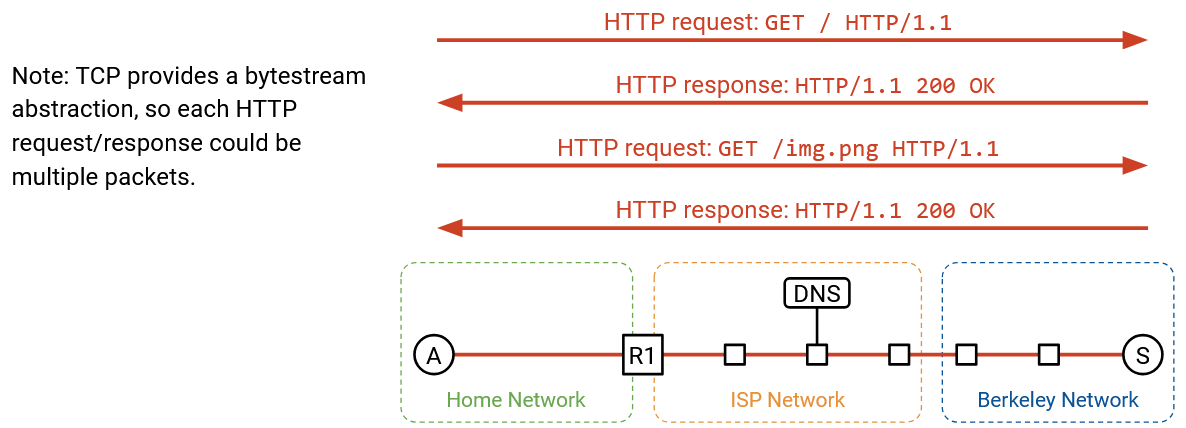 HTTP request: GET / HTTP/1.1
HTTP response: HTTP/1.1 200 OK
HTTP request: GET /img.png HTTP/1.1
HTTP response: HTTP/1.1 200 OK
Note: TCP provides a bytestream
abstraction, so each HTTP
request/response could be
multiple packets.
DNS
A
R1
S
Home Network
ISP Network
Berkeley Network